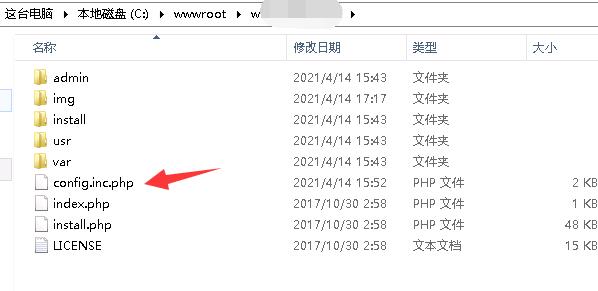 这台电脑 ▸ 本地磁盘 (C:) ▸ wwwroot ▸ w
名称 修改日期 类型 大小
admin 2021/4/14 15:43 文件夹
img 2021/4/14 17:17 文件夹
install 2021/4/14 15:43 文件夹
usr 2021/4/14 15:43 文件夹
var 2021/4/14 15:43 文件夹
config.inc.php 2021/4/14 15:52 PHP 文件 2 KB
index.php 2017/10/30 2:58 PHP 文件 1 KB
install.php 2017/10/30 2:58 PHP 文件 48 KB
LICENSE 2017/10/30 2:58 文本文档 15 KB